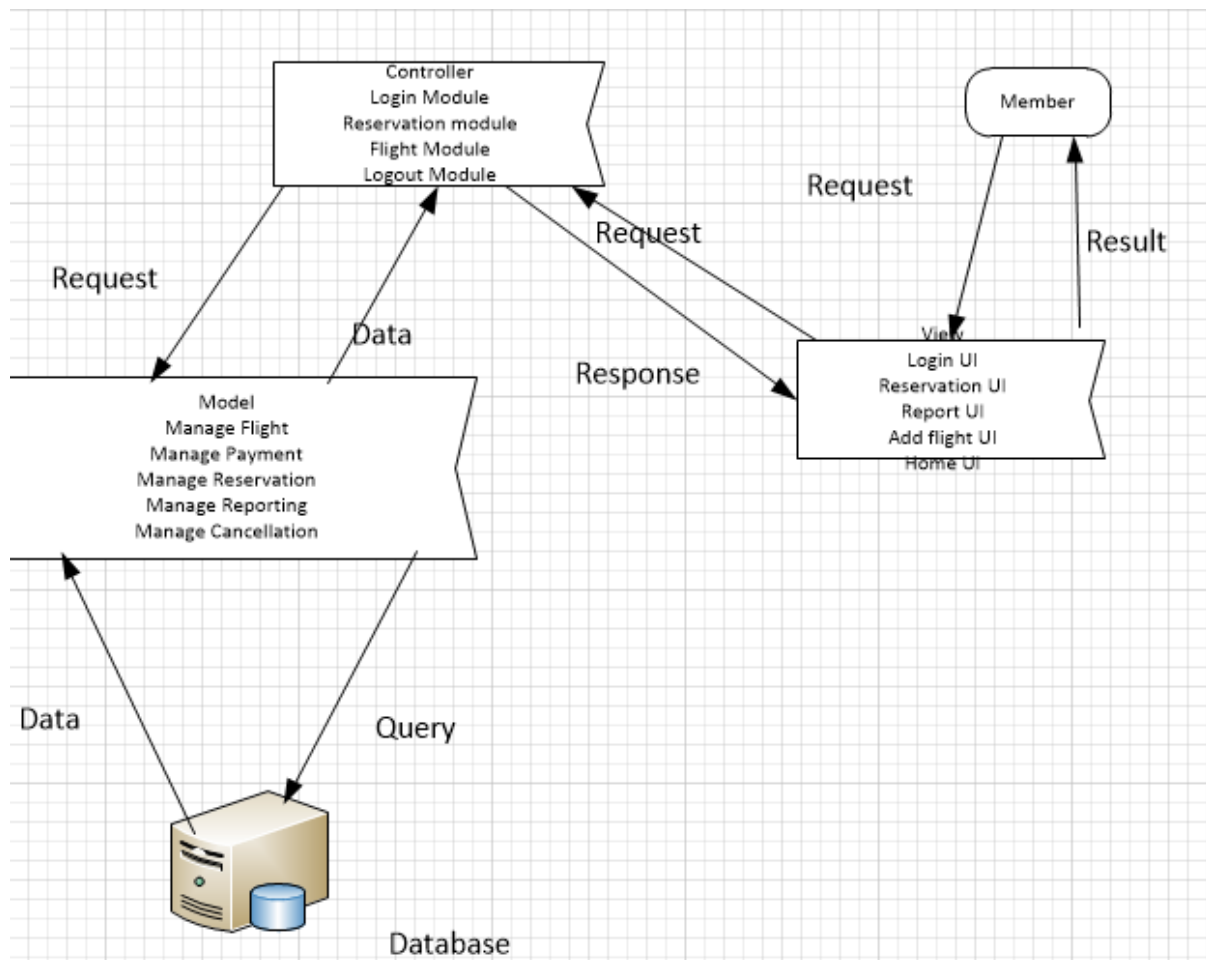 Controller
Login Module
Reservation module
Flight Module
Logout Module
Member
Request
Request
Result
Request
Data
Response
View
Login UI
Reservation UI
Report UI
Add flight UI
Home UI
Model
Manage Flight
Manage Payment
Manage Reservation
Manage Reporting
Manage Cancellation
Data
Query
Database